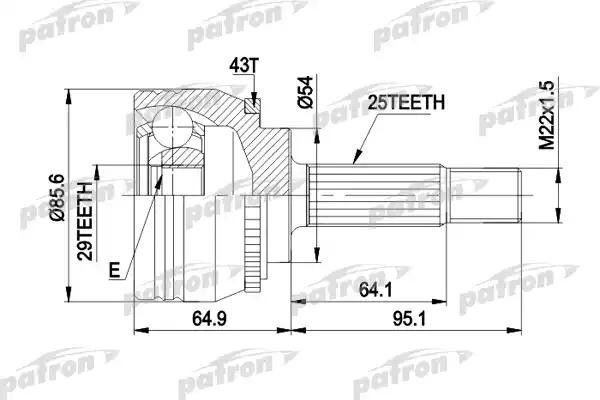 patron patron patron patron
43T
Ø54
25TEETH
M22x1.5
patron patron patron
Ø85.6
29TEETH
E
patron patron patron patron
64.1
64.9
95.1
patron patron patron